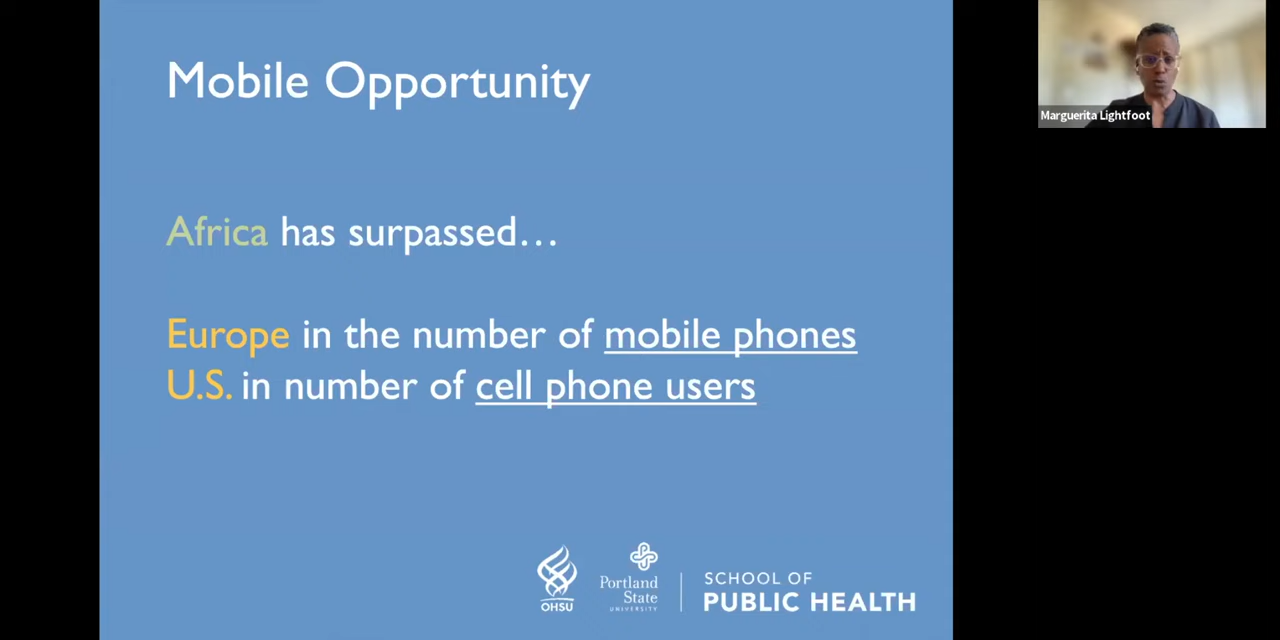 Mobile Opportunity
Marguerita Lightfoot
Africa has surpassed…
Europe in the number of mobile phones
U.S. in number of cell phone users
OHSU
Portland
State
UNIVERSITY
SCHOOL OF
PUBLIC HEALTH